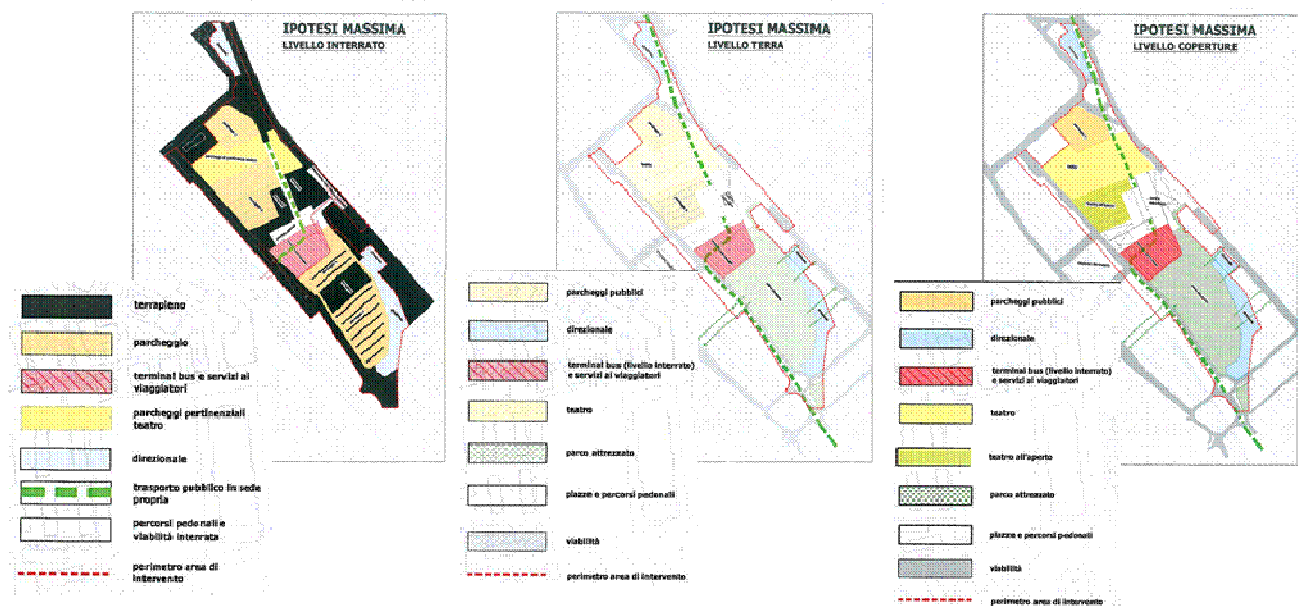 IPOTESI MASSIMA
LIVELLO INTERRATO
terrapieno
parcheggio
terminal bus e servizi ai
viaggiatori
parcheggi pertinenziali
teatro
direzionale
trasporto pubblico in sede
propria
percorsi pedonali e
viabilità interrata
perimetro area di
intervento
IPOTESI MASSIMA
LIVELLO TERRA
parcheggi pubblici
direzionale
terminal bus (livello interrato)
e servizi ai viaggiatori
teatro
parco attrezzato
piazze e percorsi pedonali
viabilità
perimetro area di intervento
IPOTESI MASSIMA
LIVELLO COPERTURE
parcheggi pubblici
direzionale
terminal bus (livello interrato)
e servizi ai viaggiatori
teatro
teatro all'aperto
parco attrezzato
piazze e percorsi pedonali
viabilità
perimetro area di intervento